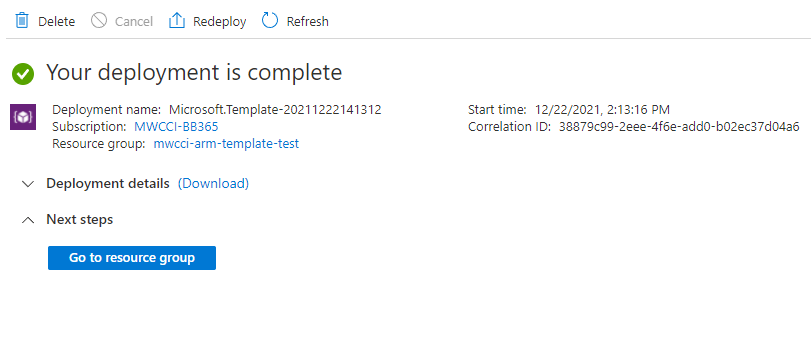 Delete Cancel Redeploy Refresh
Your deployment is complete
Deployment name: Microsoft.Template-20211222141312 Start time: 12/22/2021, 2:13:16 PM
Subscription: MWCCI-BB365 Correlation ID: 38879c99-2eee-4f6e-add0-b02ec37d04a6
Resource group: mwcci-arm-template-test
Deployment details (Download)
Next steps
Go to resource group